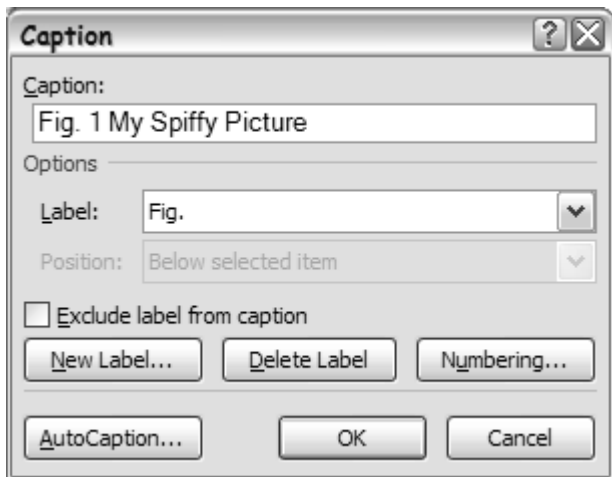 Caption
Caption:
Fig. 1 My Spiffy Picture
Options
Label: Fig.
Position: Below selected item
Exclude label from caption
New Label... Delete Label Numbering...
AutoCaption... OK Cancel